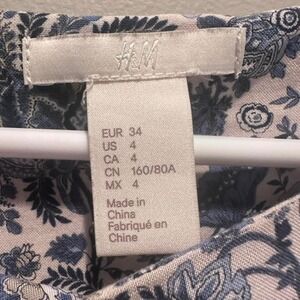 H&M
EUR 34
US 4
CA 4
CN 160/80A
MX 4
Made in
China
Fabriqué en
Chine